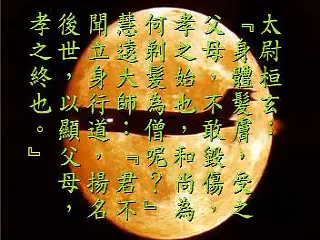 太尉桓玄：
『身體髮膚，受之
父母，不敢毀傷，
孝之始也，和尚為
何剃髮為僧呢？』
慧遠大師：『君不
聞立身行道，揚名
後世，以顯父母，
孝之終也。』